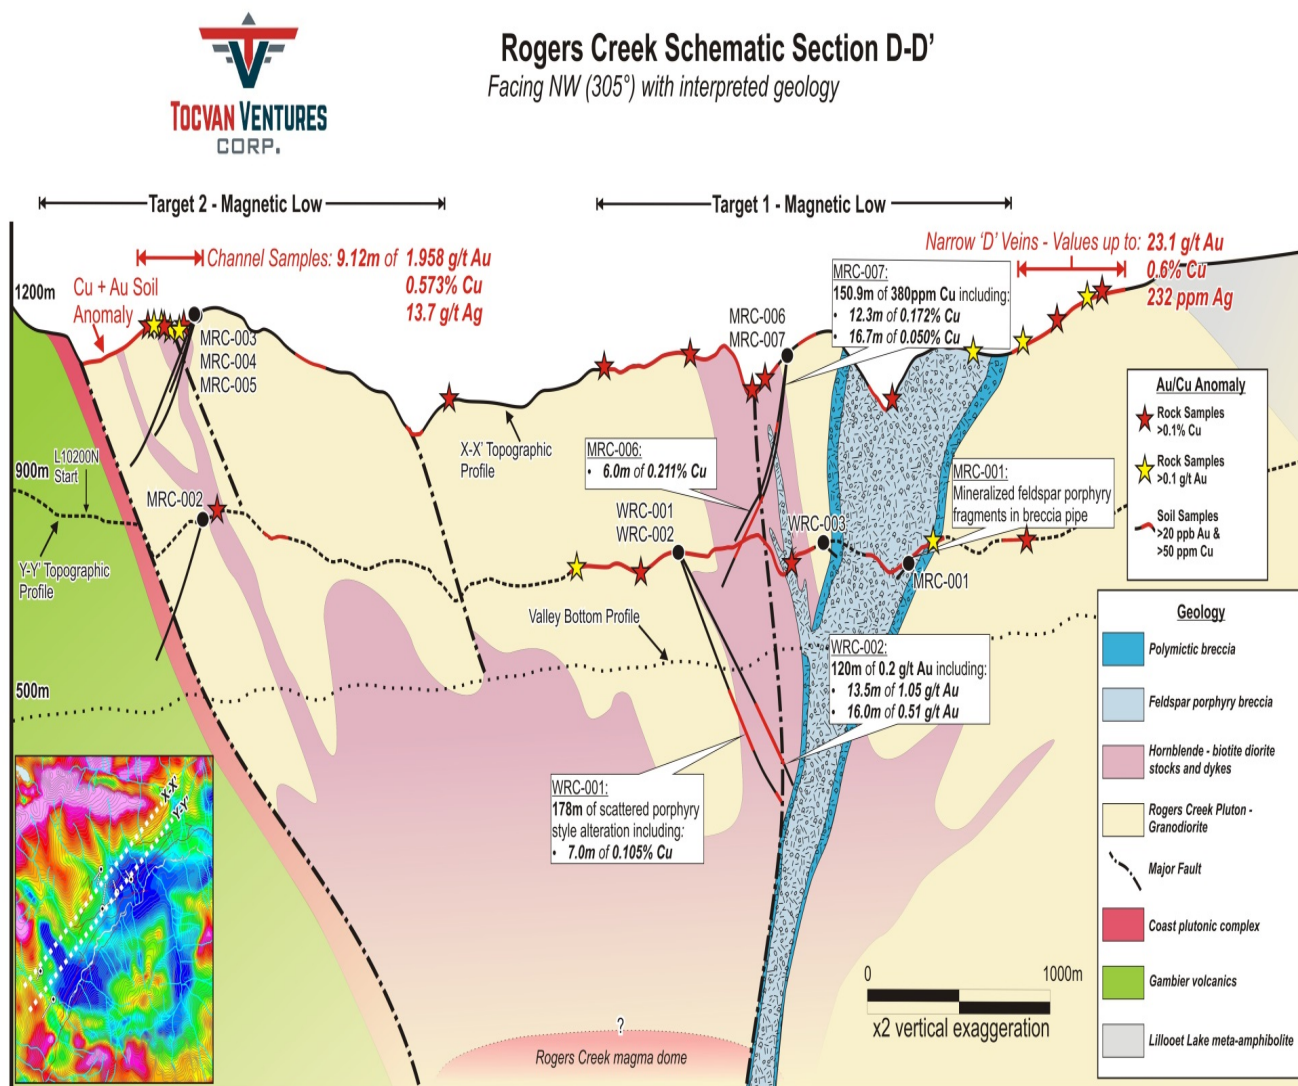 TOCVAN VENTURES
CORP.
Rogers Creek Schematic Section D-D'
Facing NW (305°) with interpreted geology
Target 2 - Magnetic Low
Target 1 - Magnetic Low
Channel Samples: 9.12m of 1.958 g/t Au
0.573% Cu
13.7 g/t Ag
Narrow 'D' Veins - Values up to: 23.1 g/t Au
0.6% Cu
232 ppm Ag
1200m
Cu + Au Soil
Anomaly
MRC-003
MRC-004
MRC-005
MRC-006
MRC-007
MRC-007:
150.9m of 380ppm Cu including:
• 12.3m of 0.172% Cu
• 16.7m of 0.050% Cu
Au/Cu Anomaly
Rock Samples
>0.1% Cu
Rock Samples
>0.1 g/t Au
Soil Samples
>20 ppb Au &
>50 ppm Cu
X-X' Topographic
Profile
MRC-006:
• 6.0m of 0.211% Cu
MRC-001:
Mineralized feldspar porphyry
fragments in breccia pipe
900m
L10200N
Start
MRC-002
WRC-001
WRC-002
WRC-003
MRC-001
Y-Y' Topographic
Profile
Valley Bottom Profile
500m
WRC-002:
120m of 0.2 g/t Au including:
• 13.5m of 1.05 g/t Au
• 16.0m of 0.51 g/t Au
WRC-001:
178m of scattered porphyry
style alteration including:
• 7.0m of 0.105% Cu
Geology
Polymictic breccia
Feldspar porphyry breccia
Hornblende - biotite diorite
stocks and dykes
Rogers Creek Pluton -
Granodiorite
Major Fault
Coast plutonic complex
Gambier volcanics
Lillooet Lake meta-amphibolite
X-X'
Y-Y'
0 1000m
x2 vertical exaggeration
?
Rogers Creek magma dome